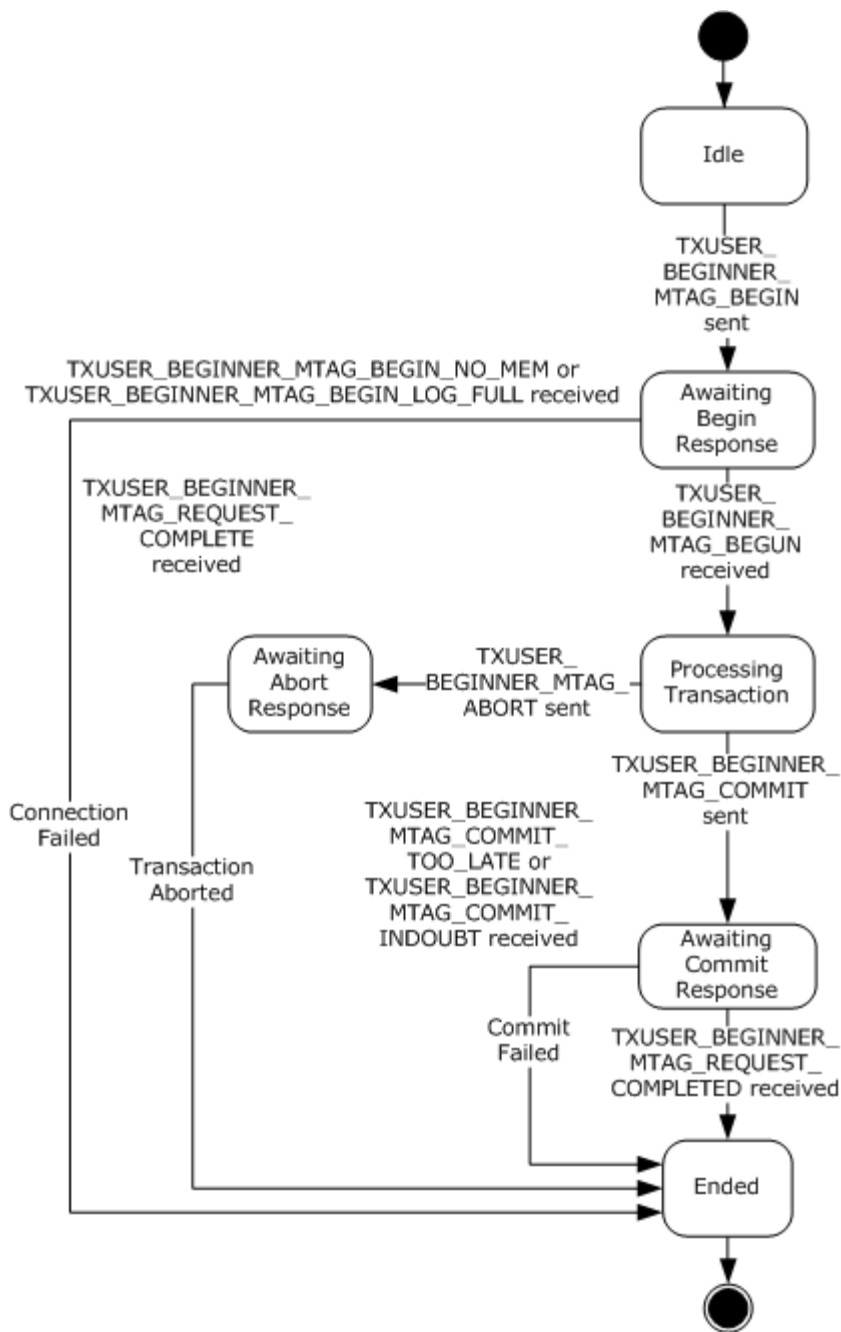 Idle
TXUSER_
BEGINNER_
MTAG_BEGIN
sent
TXUSER_BEGINNER_MTAG_BEGIN_NO_MEM or
TXUSER_BEGINNER_MTAG_BEGIN_LOG_FULL received
Awaiting
Begin
Response
TXUSER_BEGINNER_
MTAG_REQUEST_
COMPLETE
received
TXUSER_
BEGINNER_
MTAG_BEGUN
received
Awaiting
Abort
Response
TXUSER_
BEGINNER_MTAG_
ABORT sent
Processing
Transaction
TXUSER_BEGINNER_
MTAG_COMMIT
sent
Connection
Failed
Transaction
Aborted
TXUSER_BEGINNER_
MTAG_COMMIT_
TOO_LATE or
TXUSER_BEGINNER_
MTAG_COMMIT_
INDOUBT received
Awaiting
Commit
Response
Commit
Failed
TXUSER_BEGINNER_
MTAG_REQUEST_
COMPLETED received
Ended